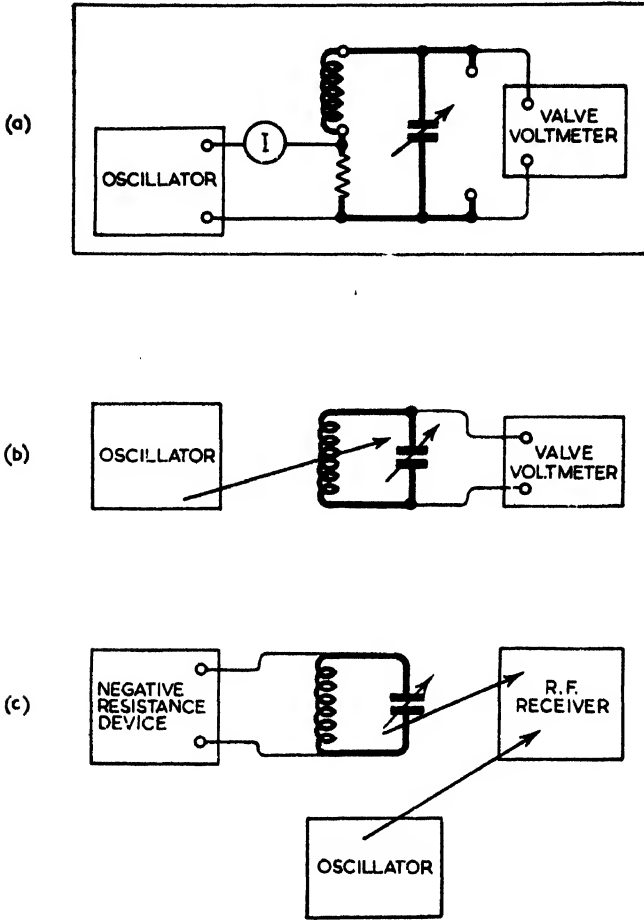 (a)
OSCILLATOR
I
VALVE
VOLTMETER
(b)
OSCILLATOR
VALVE
VOLTMETER
(c)
NEGATIVE
RESISTANCE
DEVICE
R.F.
RECEIVER
OSCILLATOR